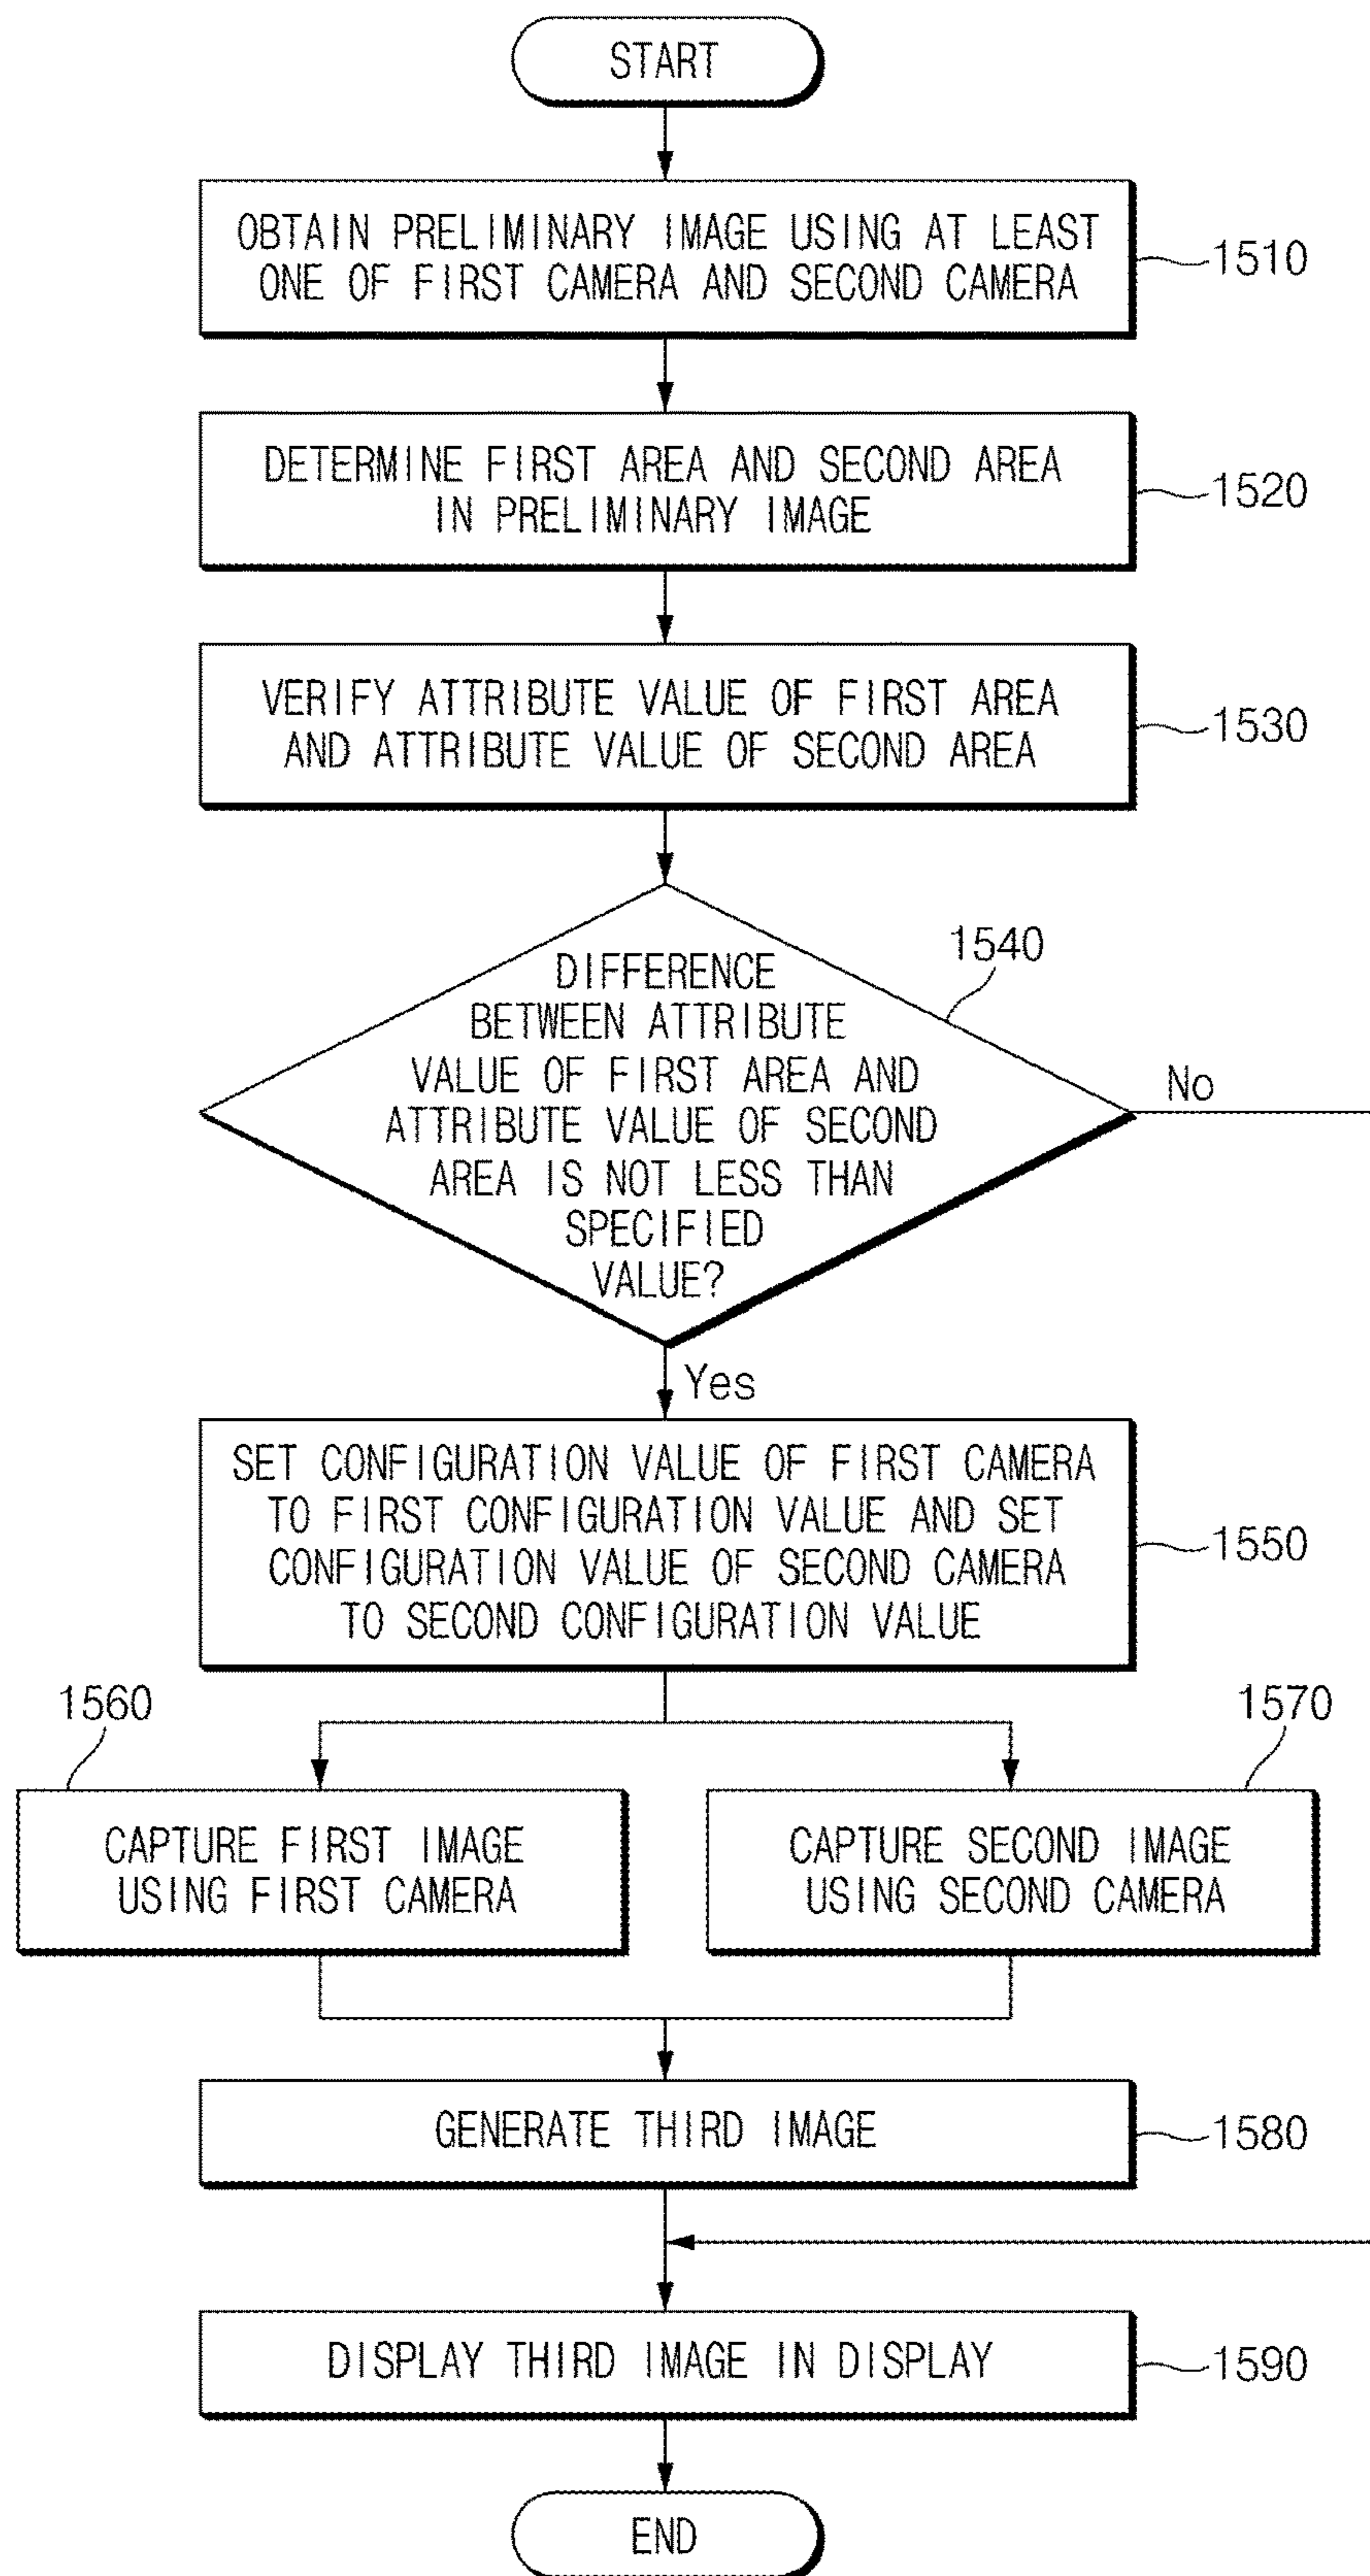 START
OBTAIN PRELIMINARY IMAGE USING AT LEAST
ONE OF FIRST CAMERA AND SECOND CAMERA
1510
DETERMINE FIRST AREA AND SECOND AREA
IN PRELIMINARY IMAGE
1520
VERIFY ATTRIBUTE VALUE OF FIRST AREA
AND ATTRIBUTE VALUE OF SECOND AREA
1530
1540
DIFFERENCE
BETWEEN ATTRIBUTE
VALUE OF FIRST AREA AND
ATTRIBUTE VALUE OF SECOND
AREA IS NOT LESS THAN
SPECIFIED
VALUE?
No
Yes
SET CONFIGURATION VALUE OF FIRST CAMERA
TO FIRST CONFIGURATION VALUE AND SET
CONFIGURATION VALUE OF SECOND CAMERA
TO SECOND CONFIGURATION VALUE
1550
1560
CAPTURE FIRST IMAGE
USING FIRST CAMERA
1570
CAPTURE SECOND IMAGE
USING SECOND CAMERA
GENERATE THIRD IMAGE
1580
DISPLAY THIRD IMAGE IN DISPLAY
1590
END